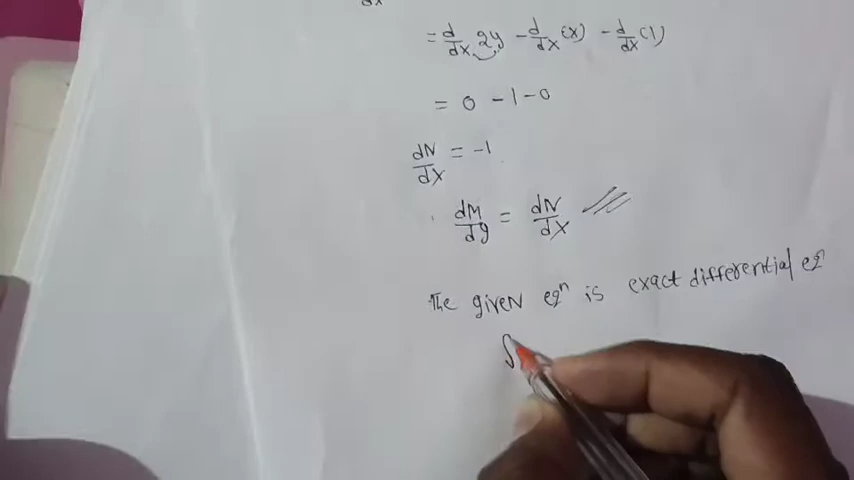 dx
= d/dx 2y - d/dx (x) - d/dx (1)
= 0 - 1 - 0
dN/dx = -1
dM/dy = dN/dx
The given eqn is exact differential eqn
∫